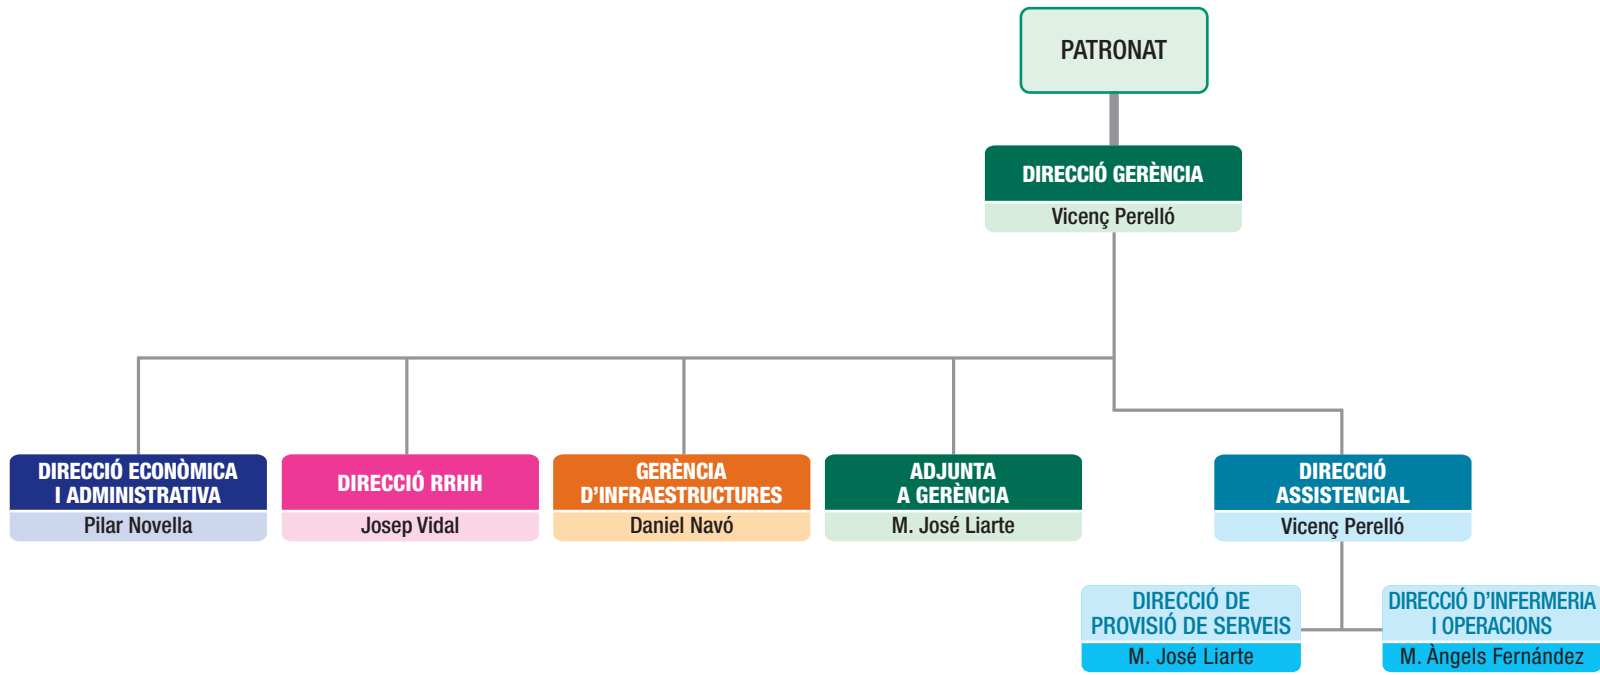 PATRONAT
DIRECCIÓ GERÈNCIA
Vicenç Perelló
DIRECCIÓ ECONÒMICA
I ADMINISTRATIVA
Pilar Novella
DIRECCIÓ RRHH
Josep Vidal
GERÈNCIA
D’INFRAESTRUCTURES
Daniel Navó
ADJUNTA
A GERÈNCIA
M. José Liarte
DIRECCIÓ
ASSISTENCIAL
Vicenç Perelló
DIRECCIÓ DE
PROVISIÓ DE SERVEIS
M. José Liarte
DIRECCIÓ D’INFERMERIA
I OPERACIONS
M. Àngels Fernández